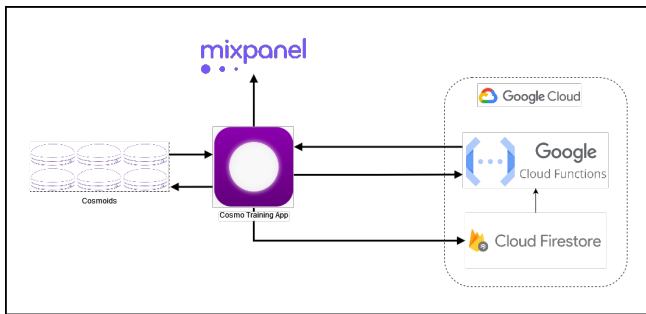 mixpanel
Google Cloud
Google
Cloud Functions
Cosmoids
Cosmo Training App
Cloud Firestore